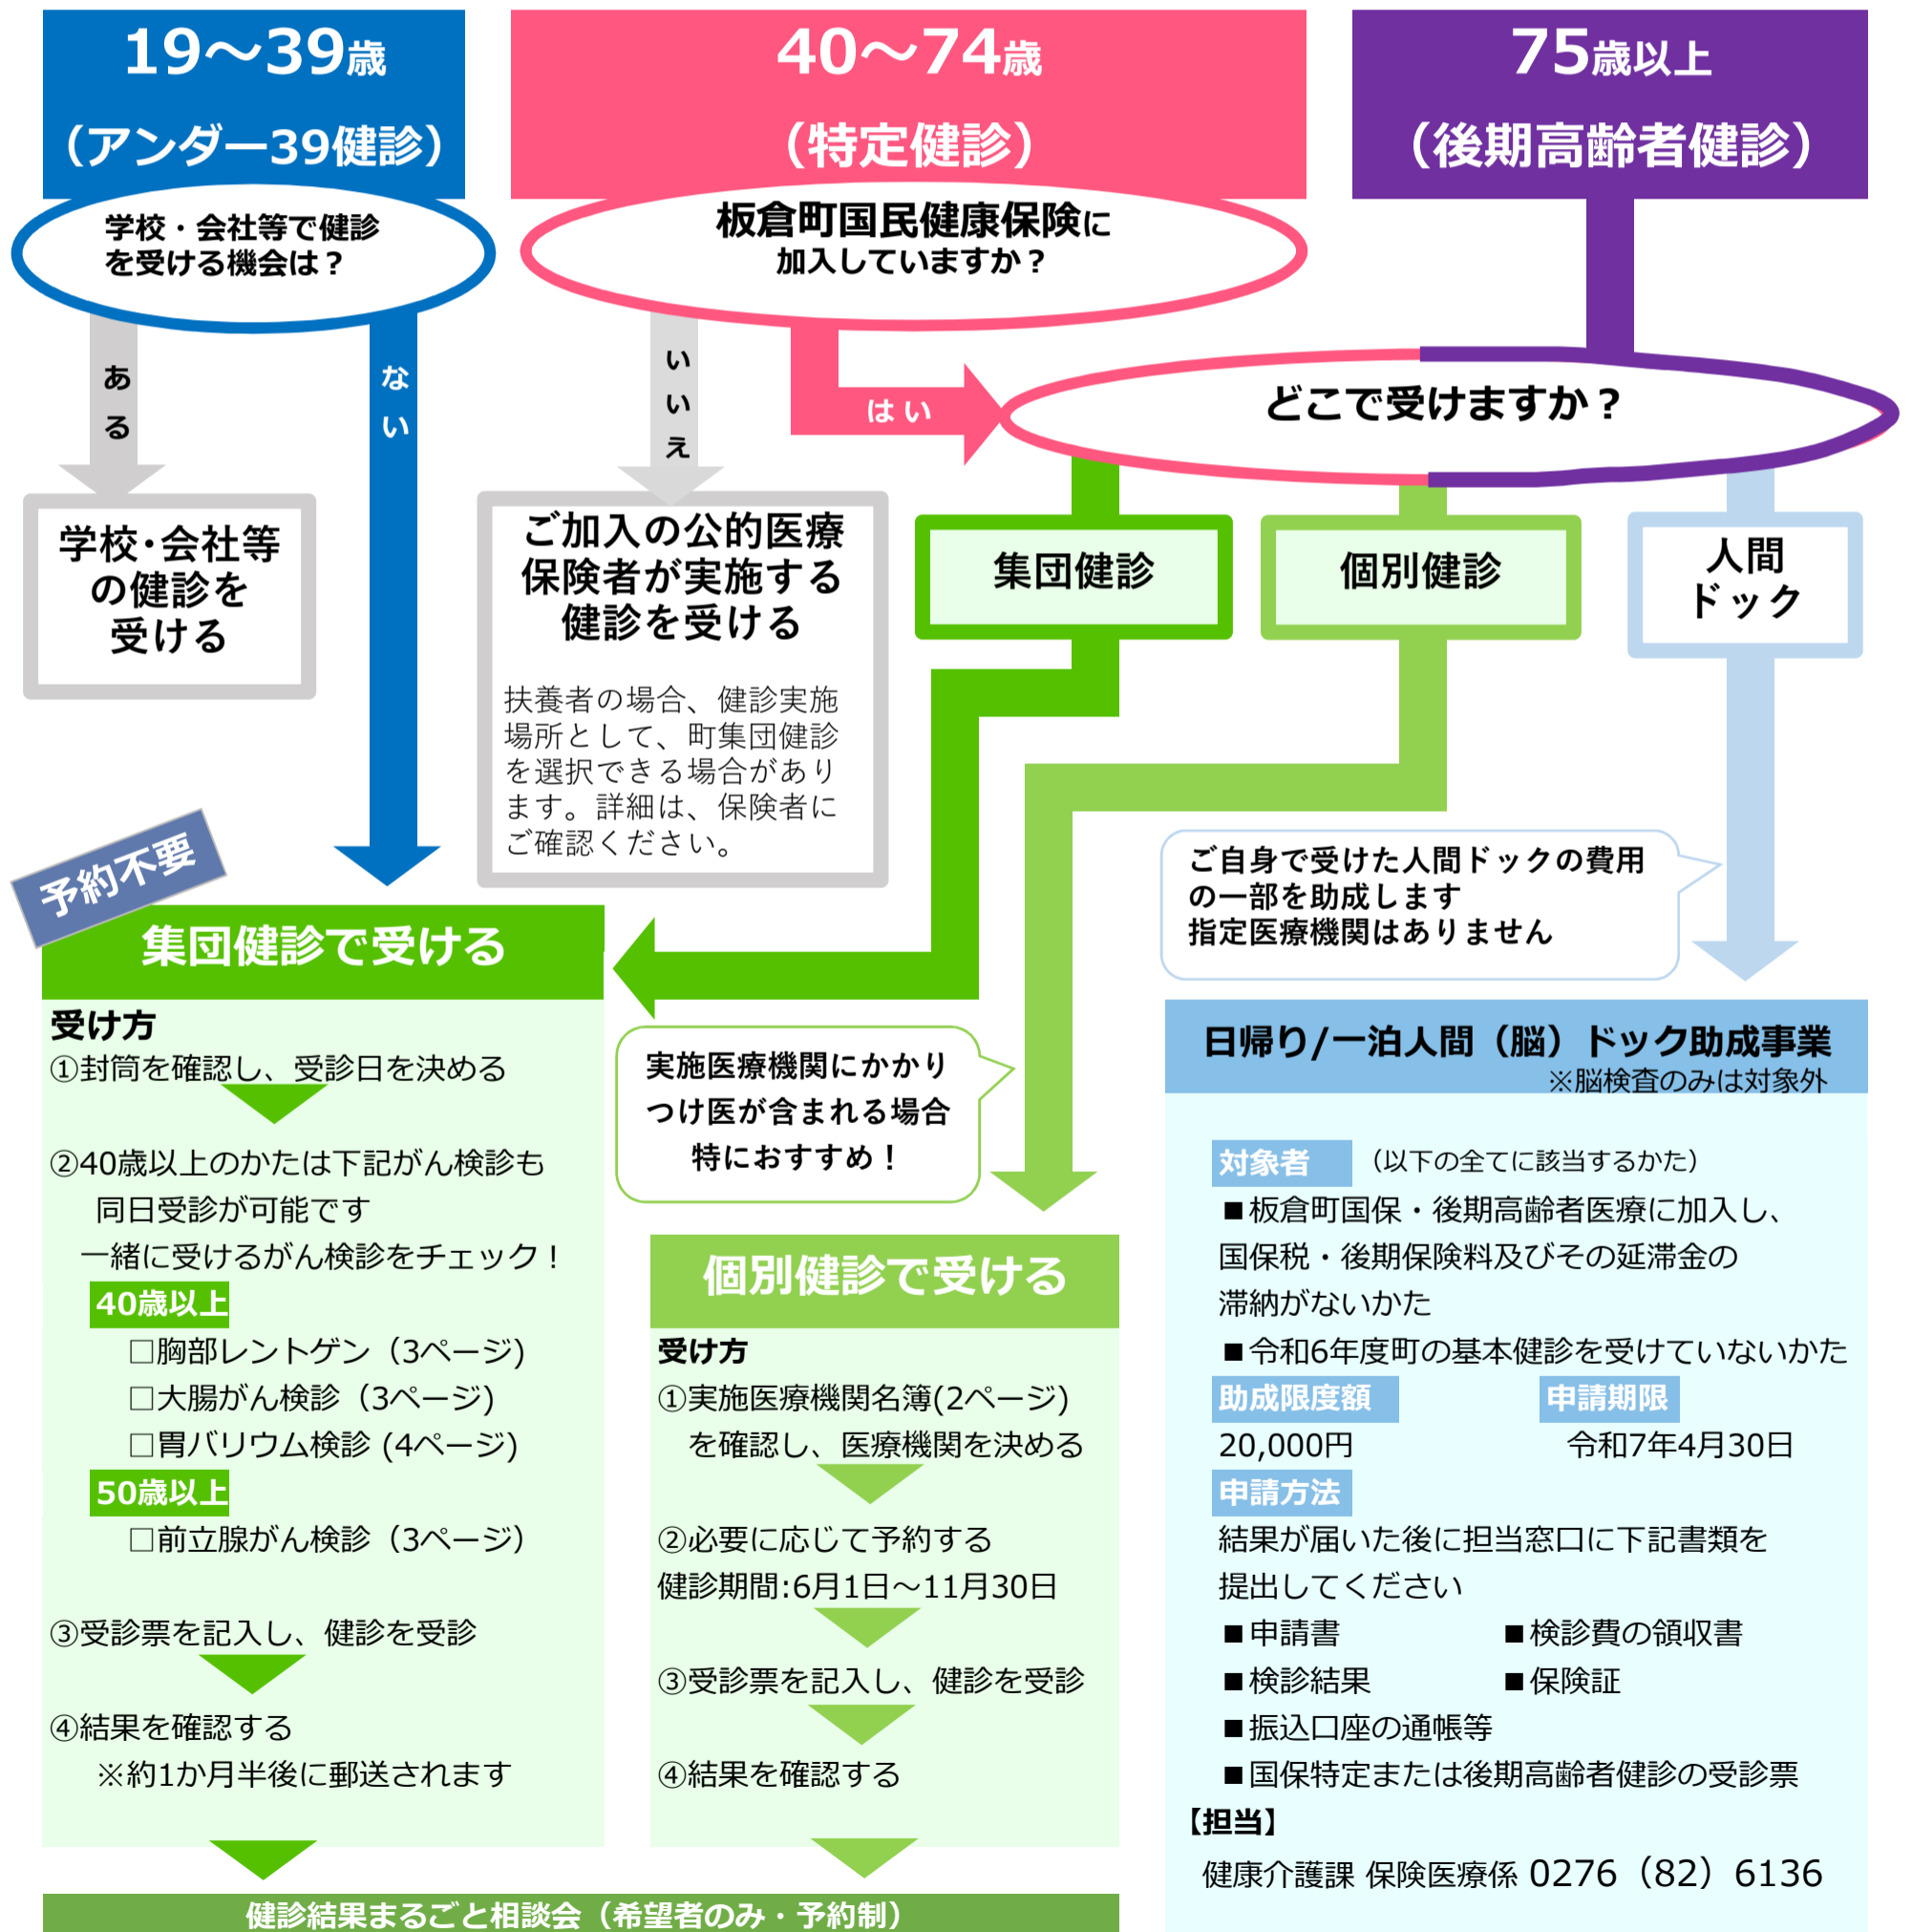 19～39歳
（アンダー39健診）
学校・会社等で健診
を受ける機会は？
ある
ない
学校・会社等
の健診を
受ける
40～74歳
（特定健診）
板倉町国民健康保険に
加入していますか？
いいえ
はい
ご加入の公的医療
保険者が実施する
健診を受ける
扶養者の場合、健診実施
場所として、町集団健診
を選択できる場合があり
ます。詳細は、保険者に
ご確認ください。
75歳以上
（後期高齢者健診）
どこで受けますか？
集団健診
個別健診
人間
ドック
予約不要
集団健診で受ける
受け方
①封筒を確認し、受診日を決める
②40歳以上のかたは下記がん検診も
同日受診が可能です
一緒に受けるがん検診をチェック！
40歳以上
□胸部レントゲン（3ページ)
□大腸がん検診（3ページ)
□胃バリウム検診 (4ページ)
50歳以上
□前立腺がん検診（3ページ）
③受診票を記入し、健診を受診
④結果を確認する
※約1か月半後に郵送されます
実施医療機関にかかり
つけ医が含まれる場合
特におすすめ！
個別健診で受ける
受け方
①実施医療機関名簿(2ページ)
を確認し、医療機関を決める
②必要に応じて予約する
健診期間:6月1日～11月30日
③受診票を記入し、健診を受診
④結果を確認する
健診結果まるごと相談会（希望者のみ・予約制）
ご自身で受けた人間ドックの費用
の一部を助成します
指定医療機関はありません
日帰り/一泊人間（脳）ドック助成事業
※脳検査のみは対象外
対象者 （以下の全てに該当するかた）
■板倉町国保・後期高齢者医療に加入し、
国保税・後期保険料及びその延滞金の
滞納がないかた
■令和6年度町の基本健診を受けていないかた
助成限度額 申請期限
20,000円 令和7年4月30日
申請方法
結果が届いた後に担当窓口に下記書類を
提出してください
■申請書 ■検診費の領収書
■検診結果 ■保険証
■振込口座の通帳等
■国保特定または後期高齢者健診の受診票
【担当】
健康介護課 保険医療係 0276（82）6136